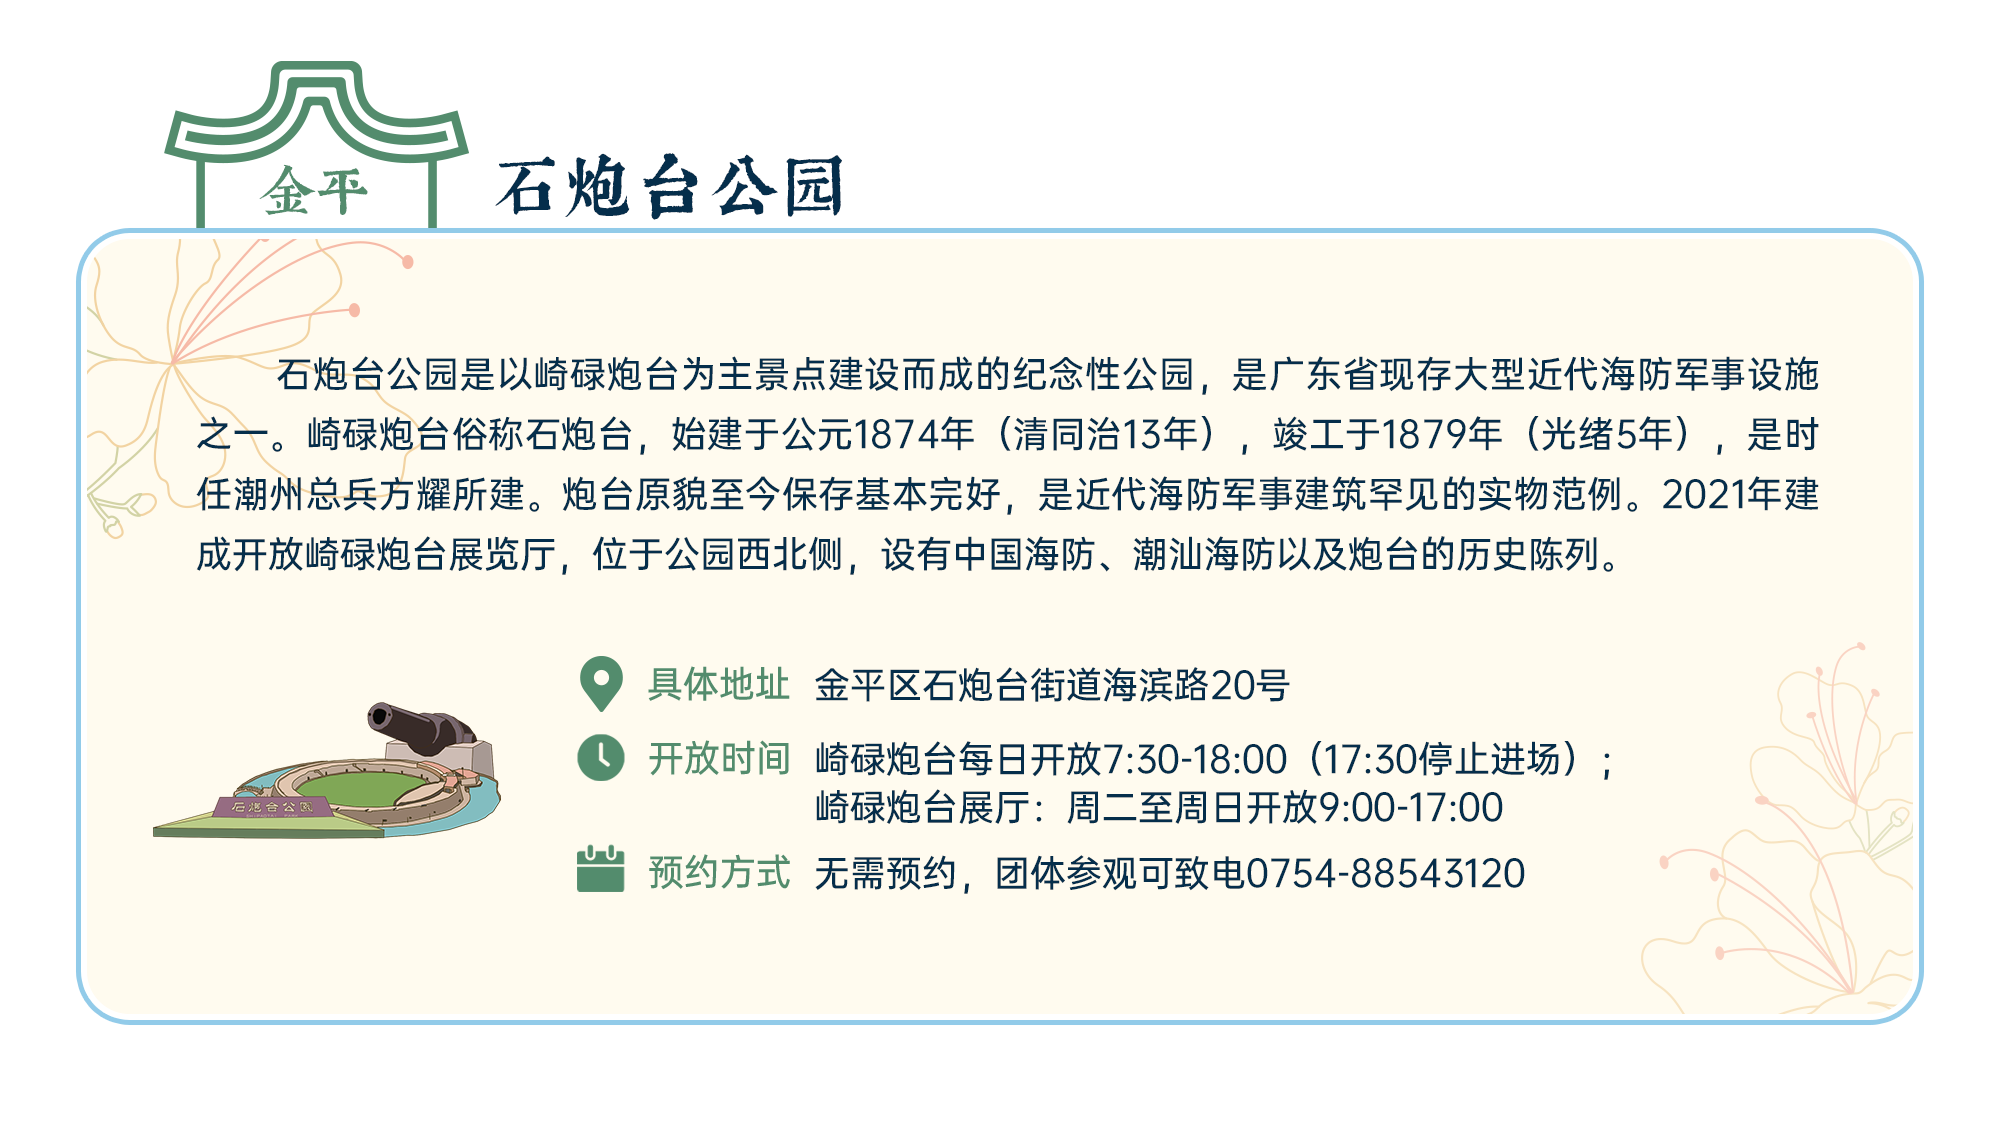 金平
石炮台公园
石炮台公园是以崎碌炮台为主景点建设而成的纪念性公园，是广东省现存大型近代海防军事设施
之一。崎碌炮台俗称石炮台，始建于公元1874年（清同治13年），竣工于1879年（光绪5年），是时
任潮州总兵方耀所建。炮台原貌至今保存基本完好，是近代海防军事建筑罕见的实物范例。2021年建
成开放崎碌炮台展览厅，位于公园西北侧，设有中国海防、潮汕海防以及炮台的历史陈列。
具体地址 金平区石炮台街道海滨路20号
开放时间 崎碌炮台每日开放7:30-18:00（17:30停止进场）；
崎碌炮台展厅：周二至周日开放9:00-17:00
石炮台公园
预约方式 无需预约，团体参观可致电0754-88543120